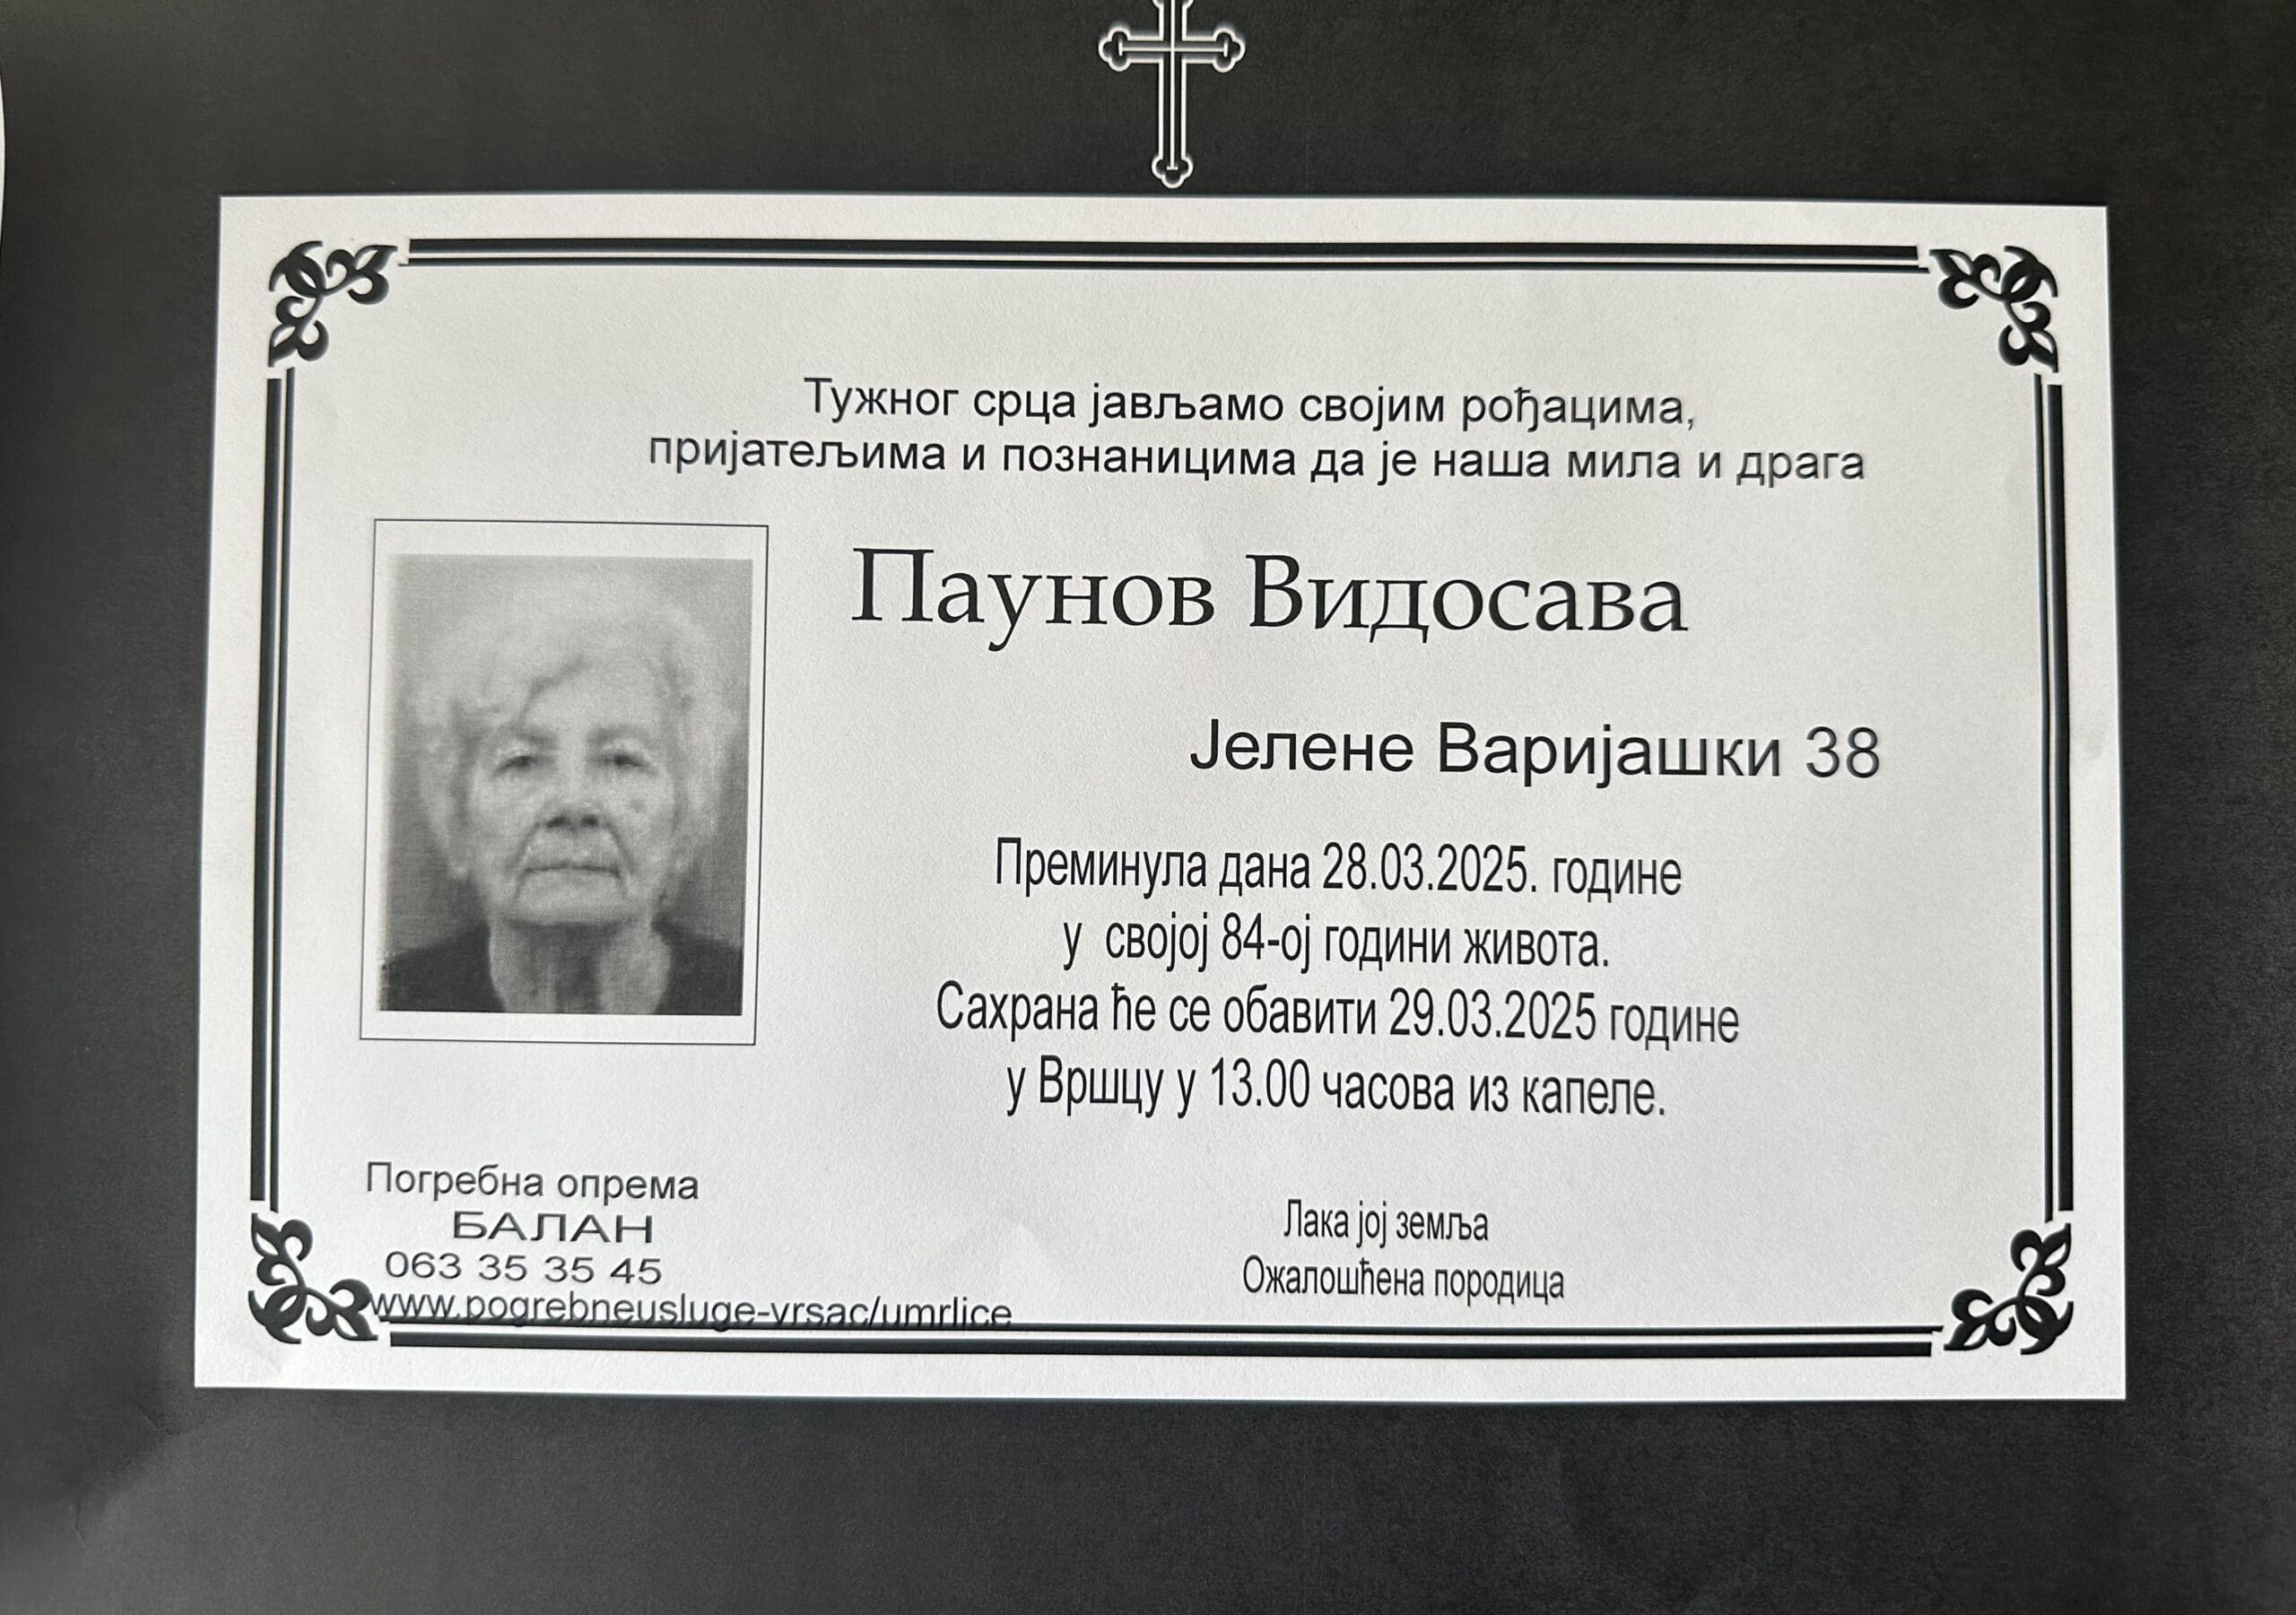 Тужног срца јављамо својим рођацима,
пријатељима и познаницима да је наша мила и драга
Паунов Видосава
Јелене Варијашки 38
Преминула дана 28.03.2025. године
у својој 84-ој години живота.
Сахрана ће се обавити 29.03.2025 године
у Вршцу у 13.00 часова из капеле.
Погребна опрема
БАЛАН
063 35 35 45
www.pogrebneusluge-vrsac/umrlice
Лака јој земља
Ожалошћена породица